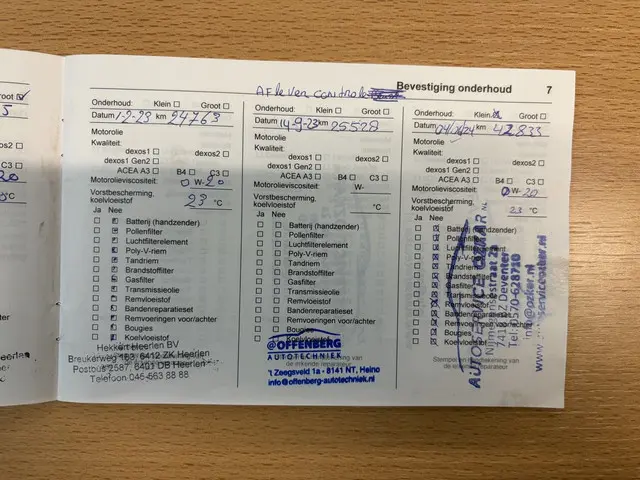 Groot
Aflever controle
Bevestiging onderhoud 7
Onderhoud: Klein Groot
Datum 1-2-23 km 24763
Motorolie
Kwaliteit:
dexos1 dexos2
dexos1 Gen2
ACEA A3 B4 C3
Motorolieviscositeit: 0 W-20
Vorstbescherming,
koelvloeistof 23 °C
Ja Nee
Batterij (handzender)
Pollenfilter
Luchtfilterelement
Poly-V-riem
Tandriem
Brandstoffilter
Gasfilter
Transmissieolie
Remvloeistof
Bandenreparatieset
Remvoeringen voor/achter
Bougies
Koelvloeistof
Hekkert Heerlen BV
Breukerweg 163, 6412 ZK Heerlen
Postbus 2587, 6401 DB Heerlen
Telefoon 045-563 88 88
Onderhoud: Klein Groot
Datum 14-9-23 km 25528
Motorolie
Kwaliteit:
dexos1 dexos2
dexos1 Gen2
ACEA A3 B4 C3
Motorolieviscositeit: W-
Vorstbescherming,
koelvloeistof °C
Ja Nee
Batterij (handzender)
Pollenfilter
Luchtfilterelement
Poly-V-riem
Tandriem
Brandstoffilter
Gasfilter
Transmissieolie
Remvloeistof
Bandenreparatieset
Remvoeringen voor/achter
Bougies
Koelvloeistof
@OFFENBERG
AUTOTECHNIEK
't Zeegsveld 1a - 8141 NT, Heino
info@offenberg-autotechniek.nl
Onderhoud: Klein Groot
Datum km 42833
Motorolie
Kwaliteit:
dexos1 dexos2
dexos1 Gen2
ACEA A3 B4 C3
Motorolieviscositeit: 0 W- 20
Vorstbescherming,
koelvloeistof 23 °C
Ja Nee
Batterij (handzender)
Pollenfilter
Luchtfilterelement
Poly-V-riem
Tandriem
Brandstoffilter
Gasfilter
Transmissieolie
Remvloeistof
Bandenreparatieset
Remvoeringen voor/achter
Bougies
Koelvloeistof
Stempel en handtekening van